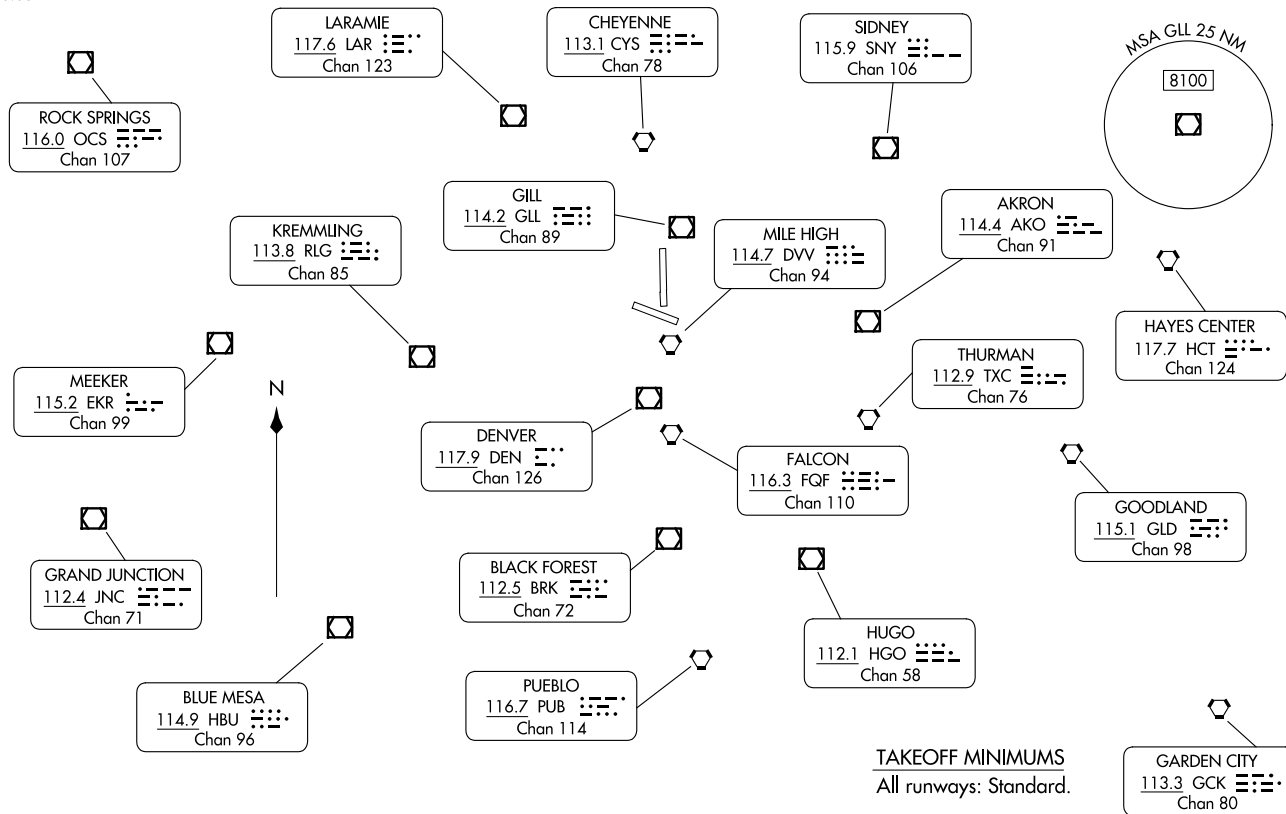 LARAMIE
117.6 LAR
Chan 123
CHEYENNE
113.1 CYS
Chan 78
SIDNEY
115.9 SNY
Chan 106
MSA GLL 25 NM
8100
ROCK SPRINGS
116.0 OCS
Chan 107
GILL
114.2 GLL
Chan 89
AKRON
114.4 AKO
Chan 91
KREMMLING
113.8 RLG
Chan 85
MILE HIGH
114.7 DVV
Chan 94
HAYES CENTER
117.7 HCT
Chan 124
MEEKER
115.2 EKR
Chan 99
N
THURMAN
112.9 TXC
Chan 76
DENVER
117.9 DEN
Chan 126
FALCON
116.3 FQF
Chan 110
GOODLAND
115.1 GLD
Chan 98
GRAND JUNCTION
112.4 JNC
Chan 71
BLACK FOREST
112.5 BRK
Chan 72
HUGO
112.1 HGO
Chan 58
BLUE MESA
114.9 HBU
Chan 96
PUEBLO
116.7 PUB
Chan 114
TAKEOFF MINIMUMS
All runways: Standard.
GARDEN CITY
113.3 GCK
Chan 80